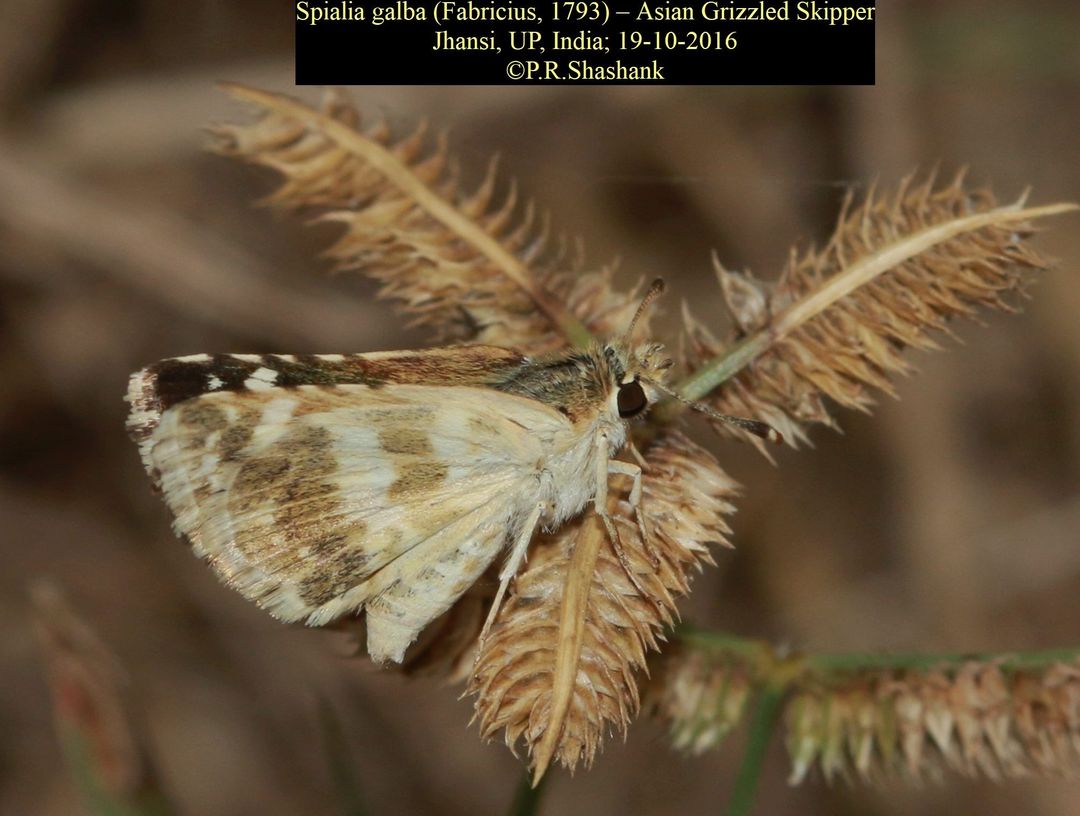 Spialia galba (Fabricius, 1793) – Asian Grizzled Skipper
Jhansi, UP, India; 19-10-2016
©P.R.Shashank